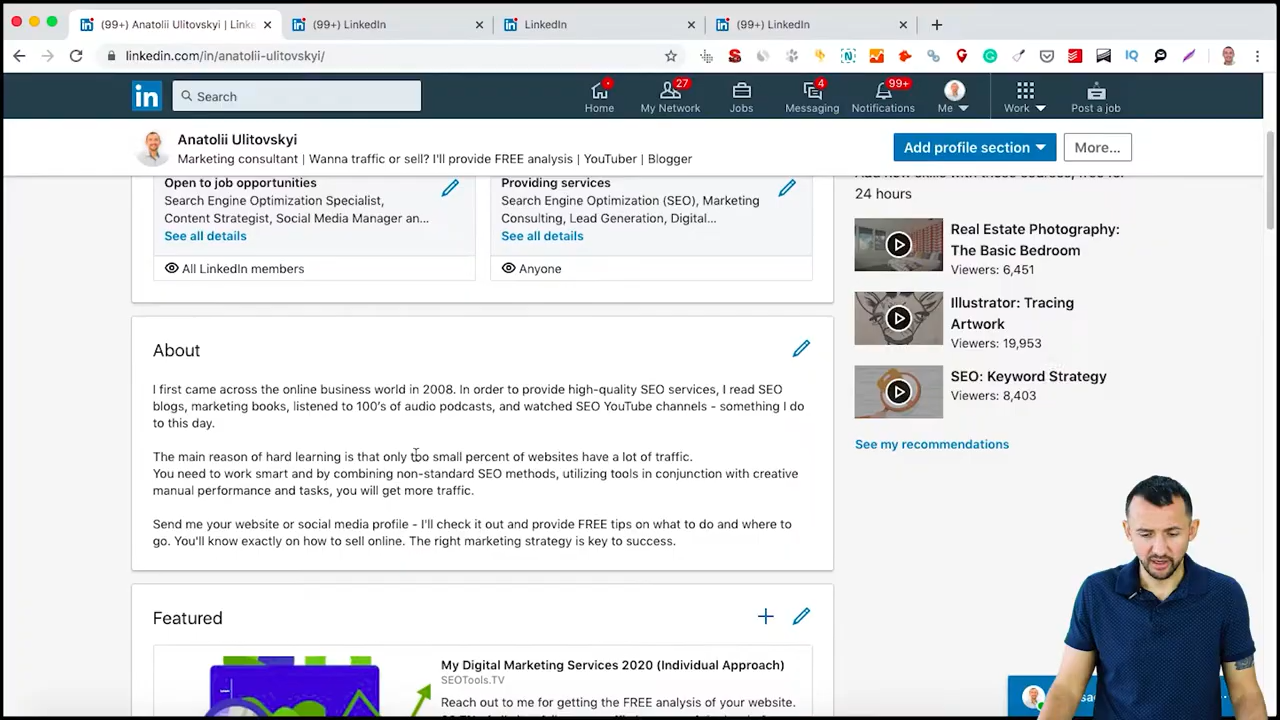 (99+) Anatolii Ulitovskyi | Linke
(99+) LinkedIn
LinkedIn
(99+) LinkedIn
linkedin.com/in/anatolii-ulitovskyi/
in
Search
Home
27
My Network
Jobs
4
Messaging
99+
Notifications
Me
Work
Post a job
Anatolii Ulitovskyi
Marketing consultant | Wanna traffic or sell? I'll provide FREE analysis | YouTuber | Blogger
Add profile section
More...
Open to job opportunities
Search Engine Optimization Specialist,
Content Strategist, Social Media Manager an...
See all details
All LinkedIn members
Providing services
Search Engine Optimization (SEO), Marketing
Consulting, Lead Generation, Digital...
See all details
Anyone
24 hours
Real Estate Photography:
The Basic Bedroom
Viewers: 6,451
Illustrator: Tracing
Artwork
Viewers: 19,953
SEO: Keyword Strategy
Viewers: 8,403
See my recommendations
About
I first came across the online business world in 2008. In order to provide high-quality SEO services, I read SEO
blogs, marketing books, listened to 100's of audio podcasts, and watched SEO YouTube channels - something I do
to this day.
The main reason of hard learning is that only too small percent of websites have a lot of traffic.
You need to work smart and by combining non-standard SEO methods, utilizing tools in conjunction with creative
manual performance and tasks, you will get more traffic.
Send me your website or social media profile - I'll check it out and provide FREE tips on what to do and where to
go. You'll know exactly on how to sell online. The right marketing strategy is key to success.
Featured
My Digital Marketing Services 2020 (Individual Approach)
SEOTools.TV
Reach out to me for getting the FREE analysis of your website.